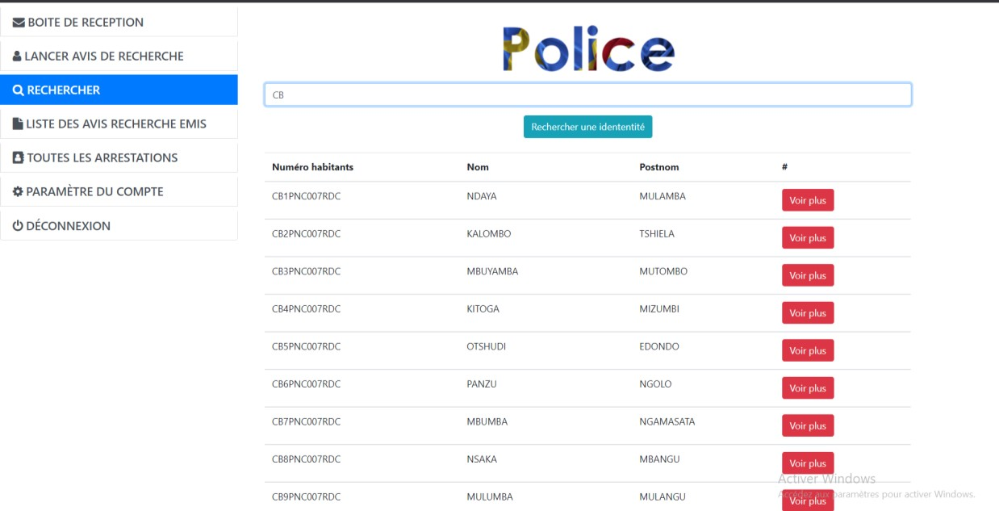 BOITE DE RECEPTION
LANCER AVIS DE RECHERCHE
RECHERCHER
LISTE DES AVIS RECHERCHE EMIS
TOUTES LES ARRESTATIONS
PARAMÈTRE DU COMPTE
DÉCONNEXION
Police
CB
Rechercher une idententité
Numéro habitants Nom Postnom #
CB1PNC007RDC NDAYA MULAMBA Voir plus
CB2PNC007RDC KALOMBO TSHIELA Voir plus
CB3PNC007RDC MBUYAMBA MUTOMBO Voir plus
CB4PNC007RDC KITOGA MIZUMBI Voir plus
CB5PNC007RDC OTSHUDI EDONDO Voir plus
CB6PNC007RDC PANZU NGOLO Voir plus
CB7PNC007RDC MBUMBA NGAMASATA Voir plus
CB8PNC007RDC NSAKA MBANGU Voir plus
Activer Windows
Accédez aux paramètres pour activer Windows.
CB9PNC007RDC MULUMBA MULANGU Voir plus